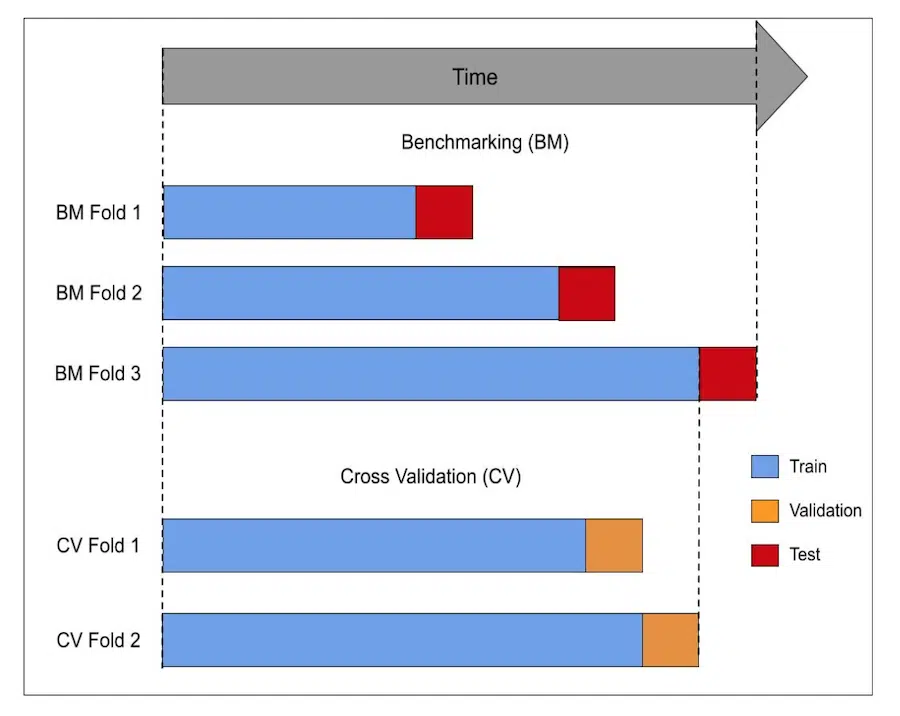 Time
Benchmarking (BM)
BM Fold 1
BM Fold 2
BM Fold 3
Cross Validation (CV)
Train
Validation
Test
CV Fold 1
CV Fold 2